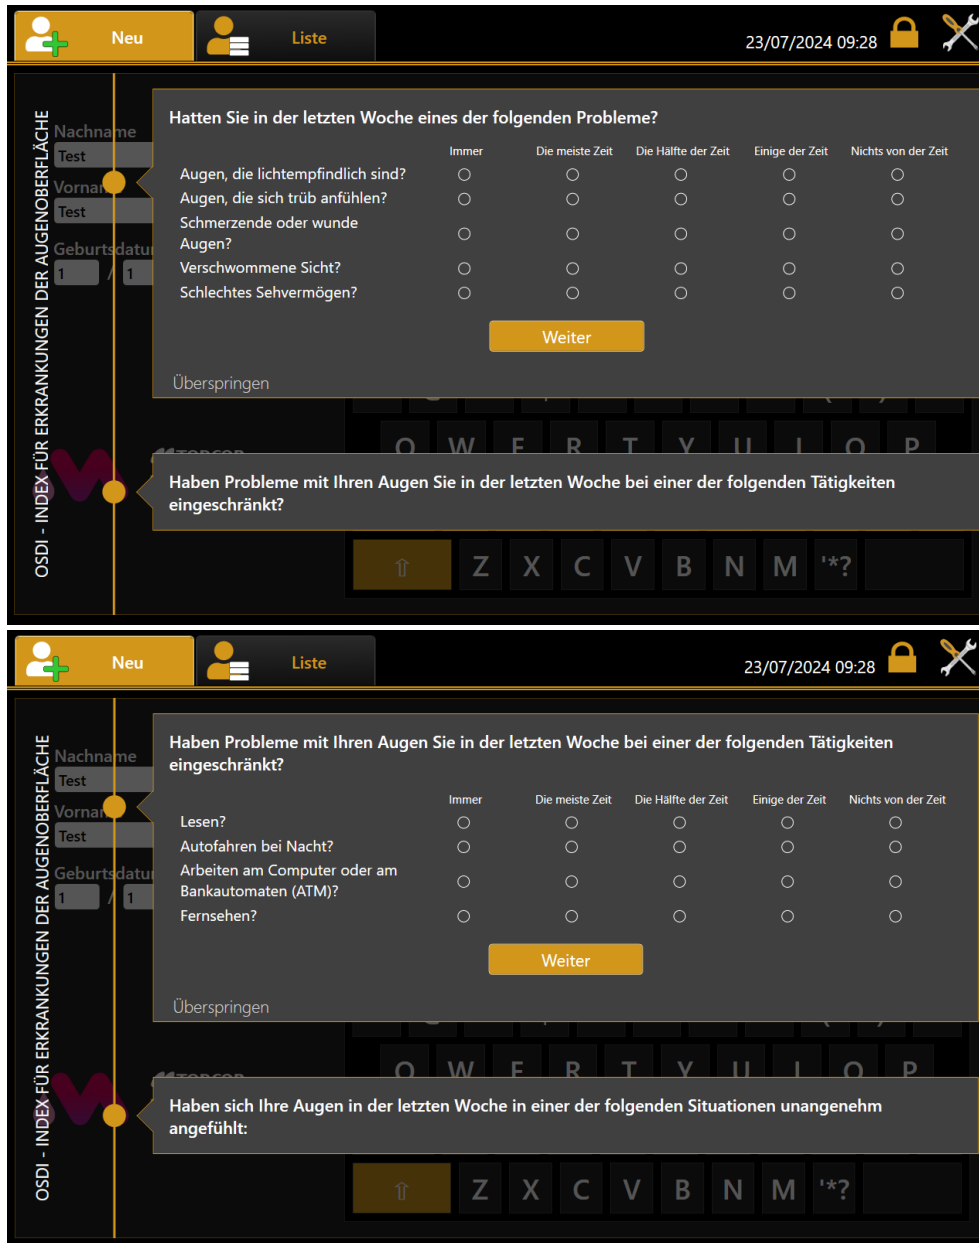 Neu
Liste
23/07/2024 09:28
OSDI - INDEX FÜR ERKRANKUNGEN DER AUGENOBERFLÄCHE
Nachname
Test
Test
Geburtsdatu
1 / 1
Hatten Sie in der letzten Woche eines der folgenden Probleme?
Immer Die meiste Zeit Die Hälfte der Zeit Einige der Zeit Nichts von der Zeit
Augen, die lichtempfindlich sind?
Augen, die sich trüb anfühlen?
Schmerzende oder wunde
Augen?
Verschwommene Sicht?
Schlechtes Sehvermögen?
Weiter
Überspringen
Q W E R T Y U I O P
Haben Probleme mit Ihren Augen Sie in der letzten Woche bei einer der folgenden Tätigkeiten
eingeschränkt?
⇧ Z X C V B N M '*?
Neu
Liste
23/07/2024 09:28
OSDI - INDEX FÜR ERKRANKUNGEN DER AUGENOBERFLÄCHE
Nachname
Test
Test
Geburtsdatu
1 / 1
Haben Probleme mit Ihren Augen Sie in der letzten Woche bei einer der folgenden Tätigkeiten
eingeschränkt?
Immer Die meiste Zeit Die Hälfte der Zeit Einige der Zeit Nichts von der Zeit
Lesen?
Autofahren bei Nacht?
Arbeiten am Computer oder am
Bankautomaten (ATM)?
Fernsehen?
Weiter
Überspringen
Q W E R T Y U I O P
Haben sich Ihre Augen in der letzten Woche in einer der folgenden Situationen unangenehm
angefühlt:
⇧ Z X C V B N M '*?